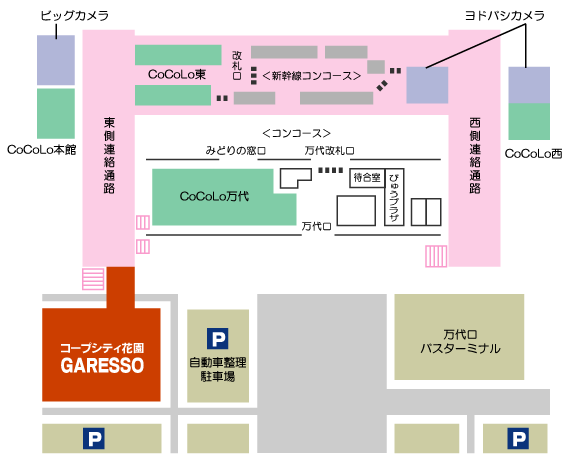 ビッグカメラ
ヨドバシカメラ
改札口
CoCoLo東
＜新幹線コンコース＞
東側連絡通路
西側連絡通路
＜コンコース＞
CoCoLo本館
みどりの窓口
万代改札口
CoCoLo西
待合室
びゅうプラザ
CoCoLo万代
万代口
コープシティ花園
GARESSO
P
自動車整理
駐車場
万代口
バスターミナル
P
P